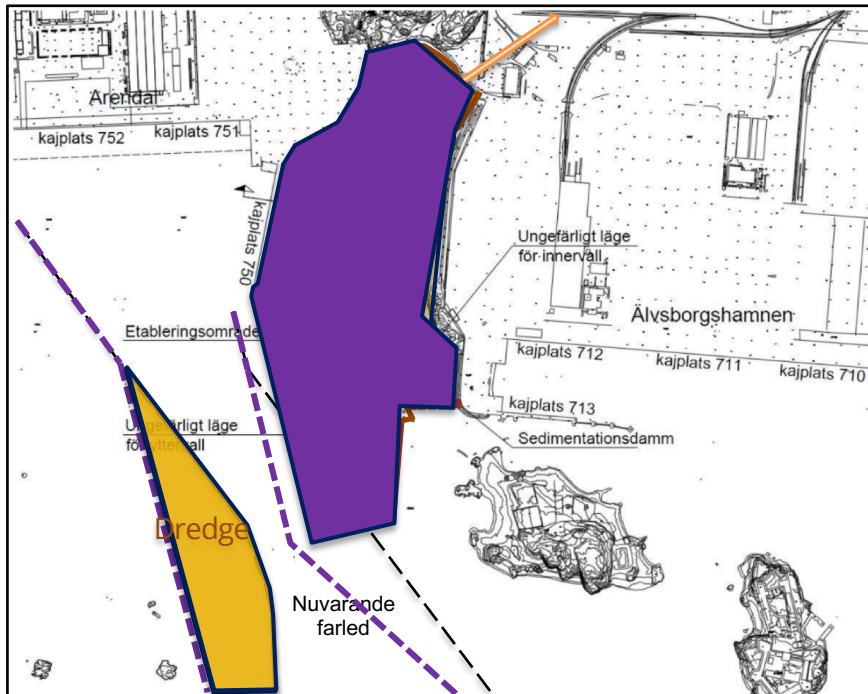 Arendal
kajplats 752
kajplats 751
kajplats 750
Ungefärligt läge
för innervall
Älvsborgshamnen
Etableringsområde
kajplats 712
kajplats 711
kajplats 710
kajplats 713
Ungefärligt läge
för yttervall
Sedimentationsdamm
Dredge
Nuvarande
farled